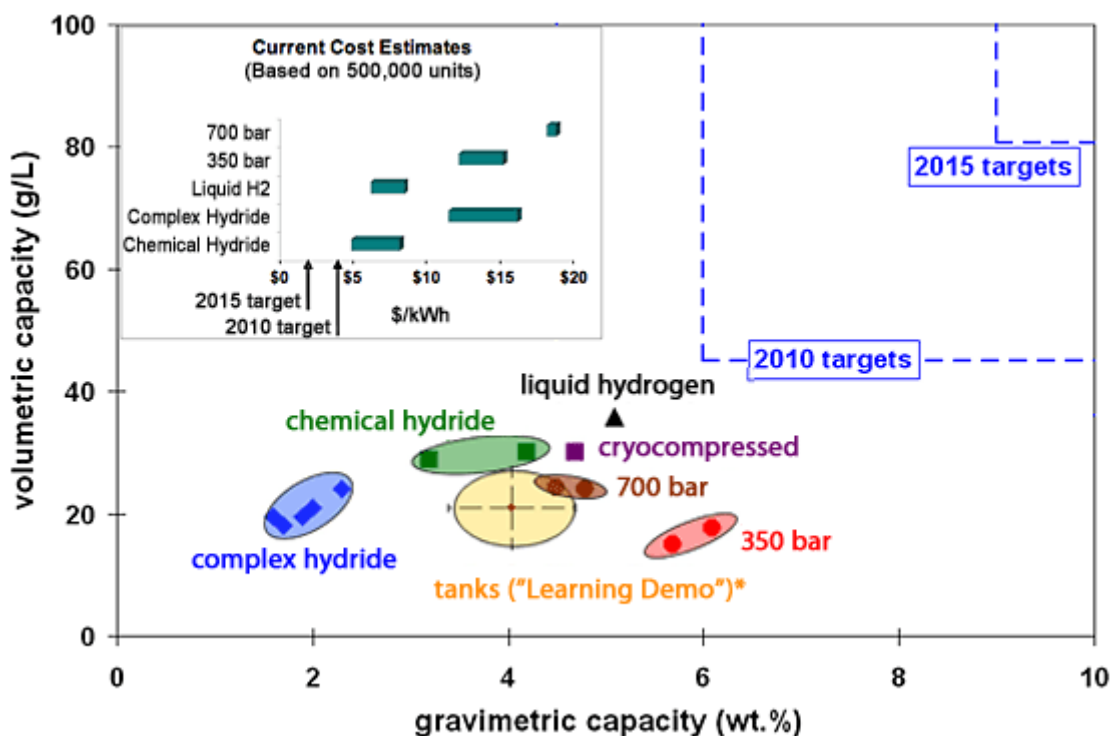 100
80
60
40
20
0
volumetric capacity (g/L)
Current Cost Estimates
(Based on 500,000 units)
700 bar
350 bar
Liquid H2
Complex Hydride
Chemical Hydride
$0
$5
$10
$15
$20
2015 target
2010 target
$/kWh
2015 targets
2010 targets
liquid hydrogen
chemical hydride
cryocompressed
700 bar
350 bar
complex hydride
tanks ("Learning Demo")*
0
2
4
6
8
10
gravimetric capacity (wt.%)